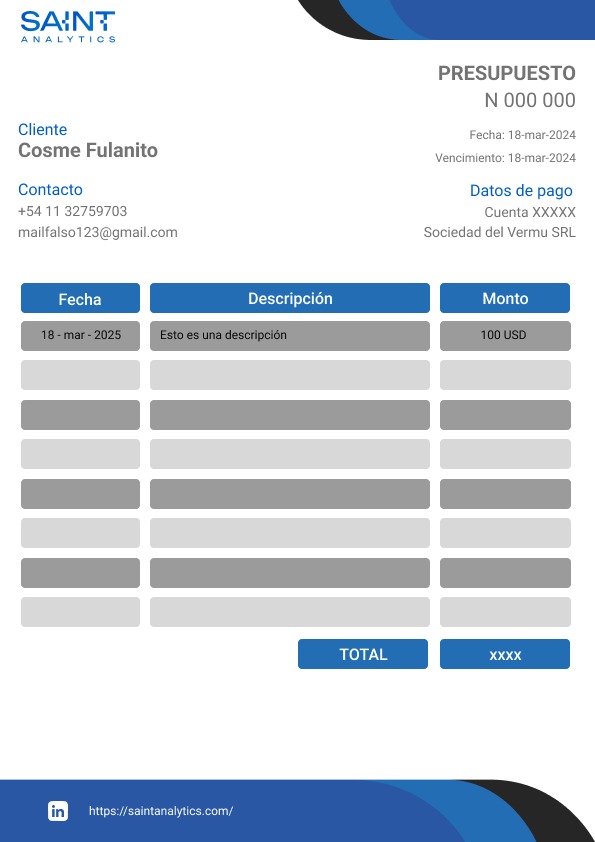 SAINT
ANALYTICS
PRESUPUESTO
N 000 000
Cliente
Cosme Fulanito
Fecha: 18-mar-2024
Vencimiento: 18-mar-2024
Contacto
+54 11 32759703
mailfalso123@gmail.com
Datos de pago
Cuenta XXXXX
Sociedad del Vermu SRL
Fecha Descripción Monto
18 - mar - 2025 Esto es una descripción 100 USD
TOTAL xxxx
in https://saintanalytics.com/